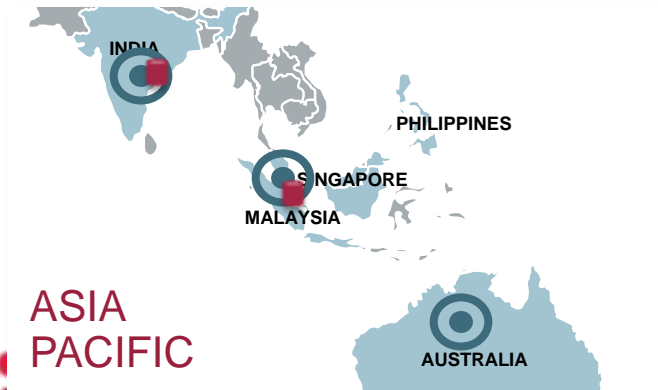 INDIA
PHILIPPINES
SINGAPORE
MALAYSIA
ASIA
PACIFIC
AUSTRALIA